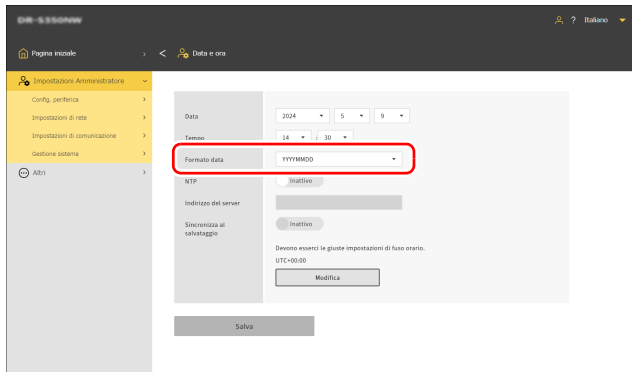 DR-S350NW
? Italiano
Pagina iniziale
Data e ora
Impostazioni Amministratore
Config. periferica
Impostazioni di rete
Impostazioni di comunicazione
Gestione sistema
Altri
Data 2024 5 9
Tempo 14 : 30
Formato data YYYYMMDD
NTP Inattivo
Indirizzo del server
Sincronizza al
salvataggio
Inattivo
Devono esserci le giuste impostazioni di fuso orario.
UTC+00:00
Modifica
Salva